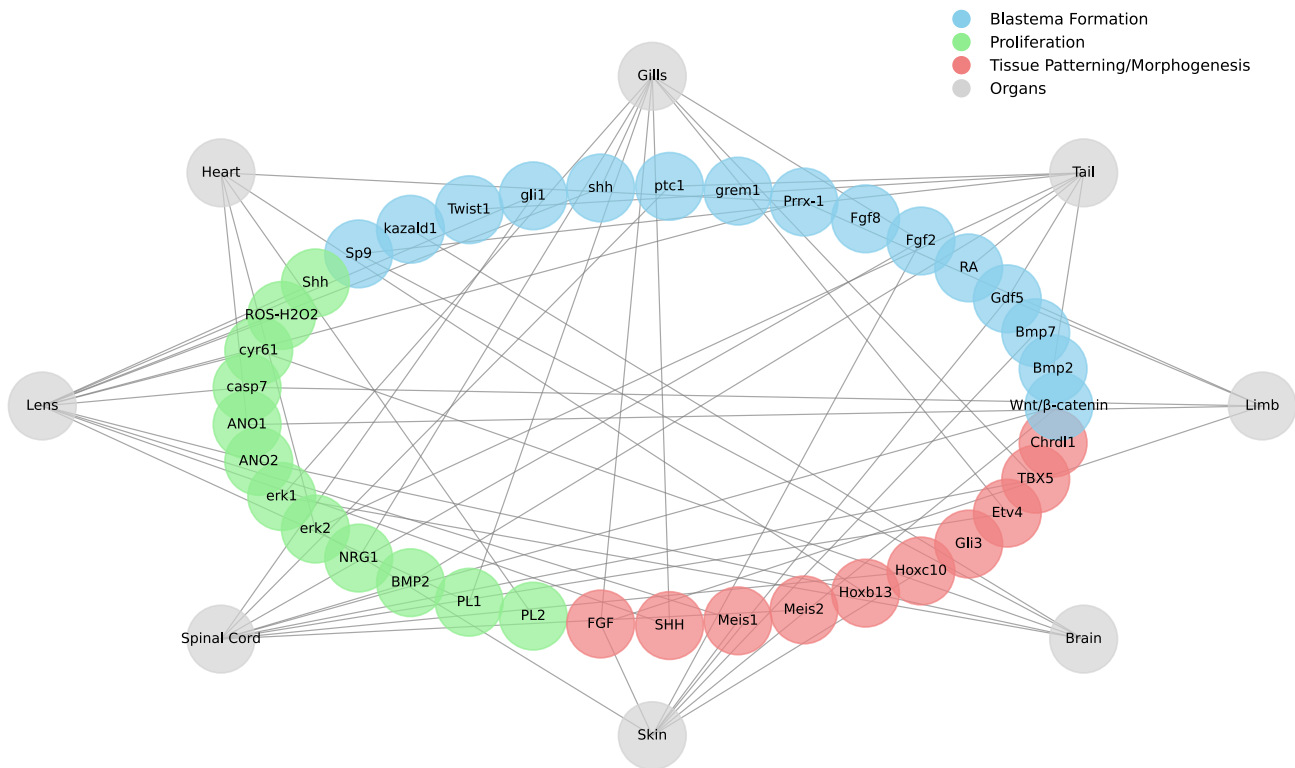 Blastema Formation
Proliferation
Tissue Patterning/Morphogenesis
Organs
Gills
Heart
Tail
Lens
Limb
Spinal Cord
Brain
Skin
Sp9
kazald1
Twist1
gli1
shh
ptc1
grem1
Prrx-1
Fgf8
Fgf2
RA
Gdf5
Bmp7
Bmp2
Wnt/β-catenin
Shh
ROS-H2O2
cyr61
casp7
ANO1
ANO2
erk1
erk2
NRG1
BMP2
PL1
PL2
FGF
SHH
Meis1
Meis2
Hoxb13
Hoxc10
Gli3
Etv4
TBX5
Chrdl1